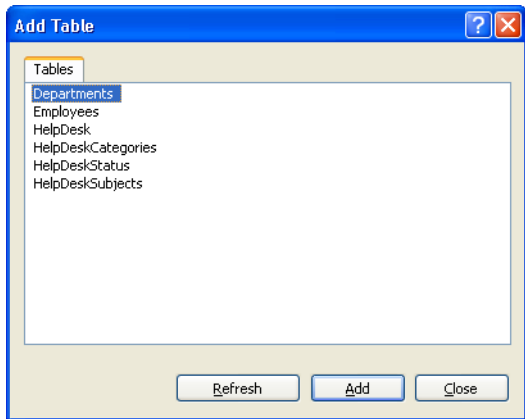 Add Table
Tables
Departments
Employees
HelpDesk
HelpDeskCategories
HelpDeskStatus
HelpDeskSubjects
Refresh Add Close